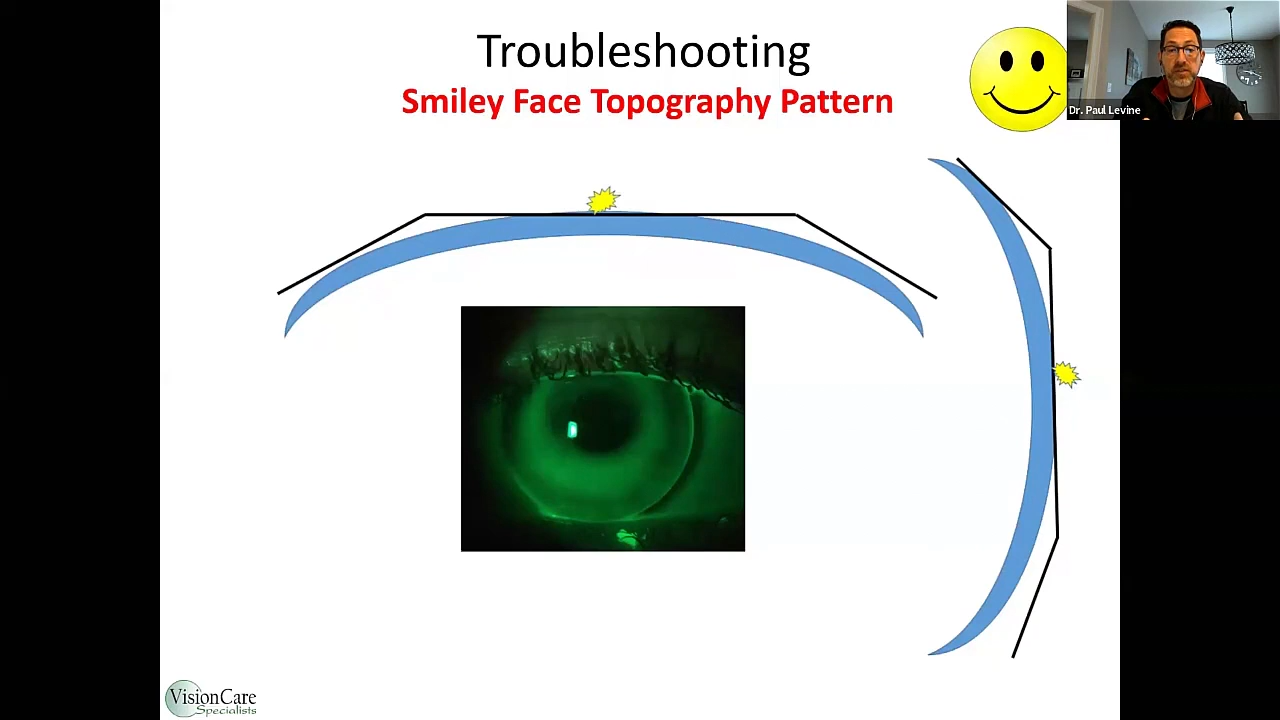 Troubleshooting
Smiley Face Topography Pattern
Dr. Paul Levine
VisionCare
Specialists